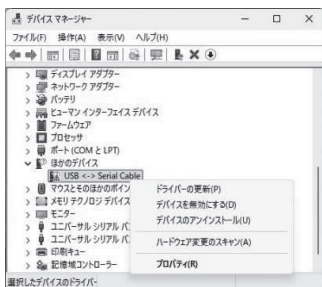 デバイス マネージャー
ファイル(F) 操作(A) 表示(V) ヘルプ(H)
ディスプレイ アダプター
ネットワーク アダプター
バッテリ
ヒューマン インターフェイス デバイス
ファームウェア
プロセッサ
ポート (COM と LPT)
ほかのデバイス
USB <-> Serial Cable
マウスとそのほかのポイン
メモリ テクノロジ デバイス
モニター
ユニバーサル シリアル バ
ユニバーサル シリアル バ
印刷キュー
記憶域コントローラー
ドライバーの更新(P)
デバイスを無効にする(D)
デバイスのアンインストール(U)
ハードウェア変更のスキャン(A)
プロパティ(R)
選択したデバイスのドライバー